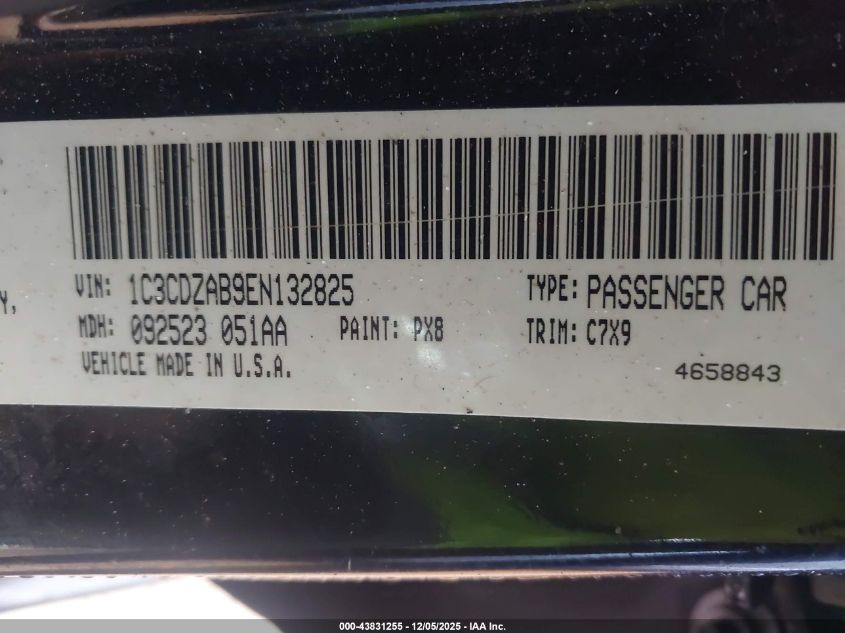 Y,
VIN: 1C3CDZAB9EN132825 TYPE: PASSENGER CAR
MDH: 092523 051AA PAINT: PX8 TRIM: C7X9
VEHICLE MADE IN U.S.A. 4658843
000-43831255 - 12/05/2025 - IAA Inc.